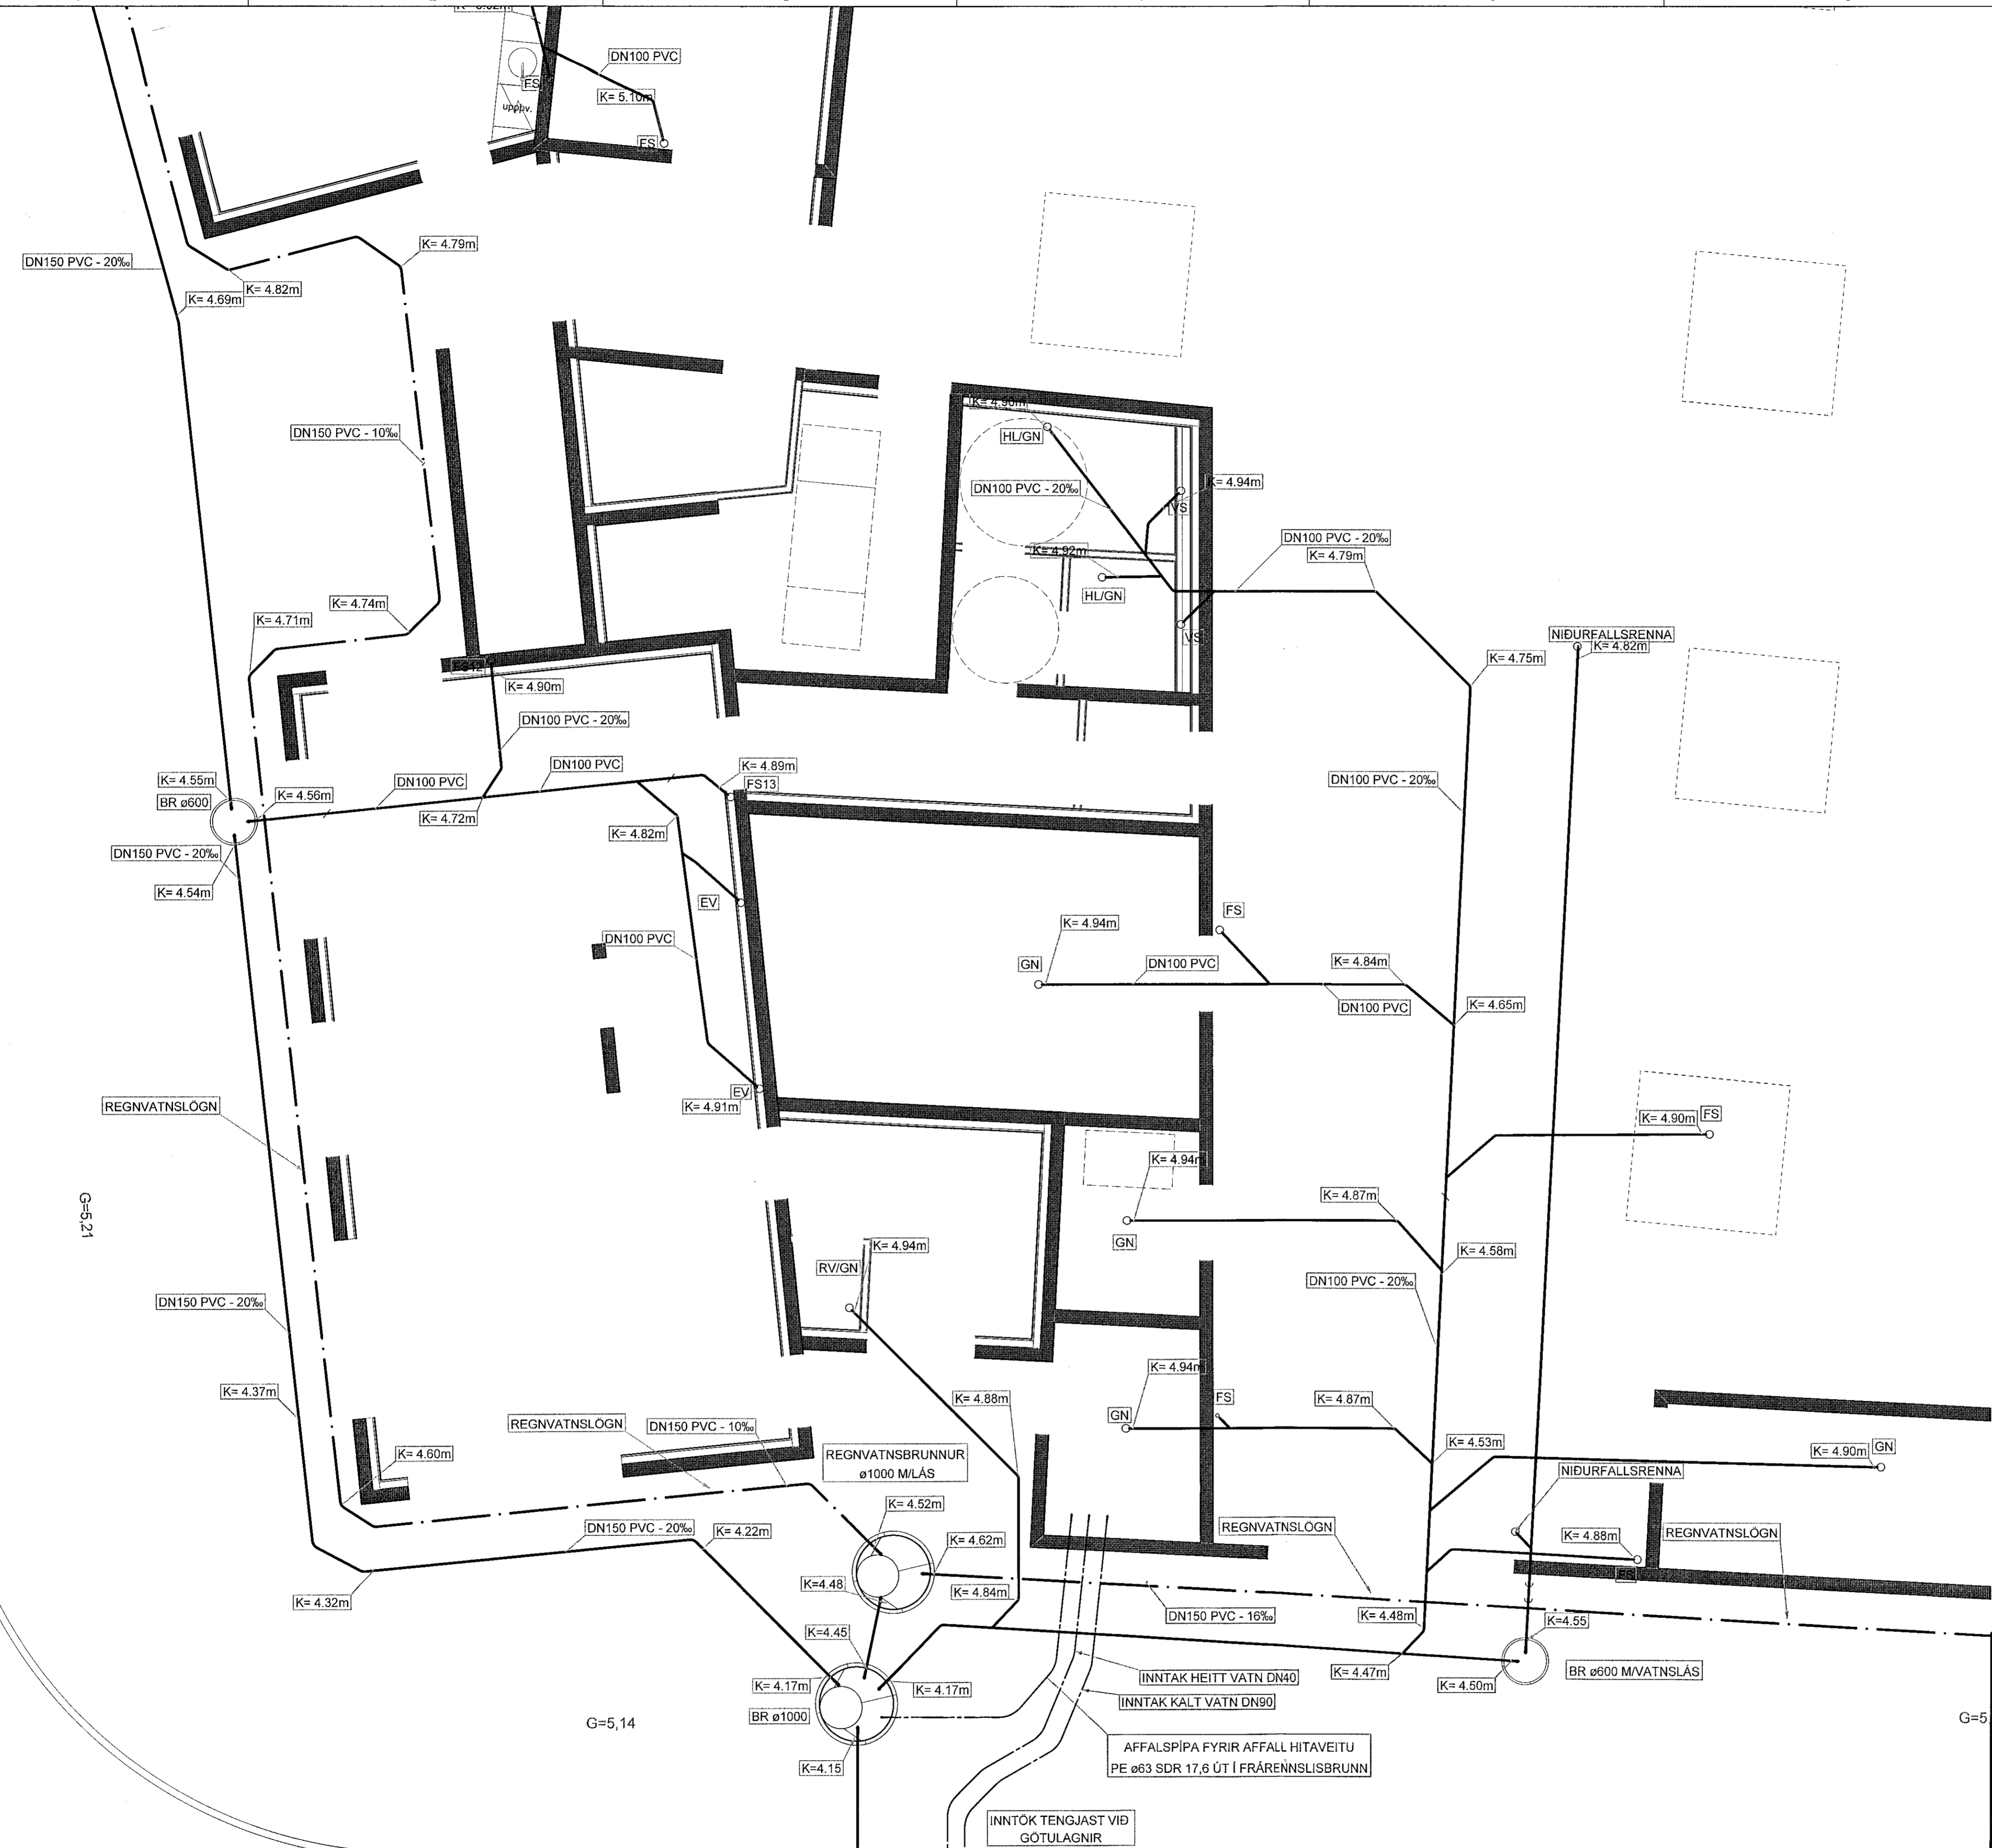 DN100 PVC
FS
K= 5.10m
uppþv.
FS
K= 4.79m
DN150 PVC - 20‰
K= 4.82m
K= 4.69m
K= 4.90m
DN150 PVC - 10‰
HL/GN
K= 4.94m
DN100 PVC - 20‰
VS
DN100 PVC - 20‰
K= 4.92m
K= 4.79m
HL/GN
K= 4.74m
K= 4.71m
VS
NIÐURFALLSRENNA
K= 4.82m
K= 4.75m
FS12
K= 4.90m
DN100 PVC - 20‰
K= 4.89m
DN100 PVC
K= 4.55m
DN100 PVC
FS13
DN100 PVC - 20‰
K= 4.56m
BR ø600
K= 4.72m
K= 4.82m
DN150 PVC - 20‰
K= 4.54m
EV
FS
K= 4.94m
DN100 PVC
GN
DN100 PVC
K= 4.84m
K= 4.65m
DN100 PVC
EV
K= 4.91m
REGNVATNSLÖGN
K= 4.90m
FS
K= 4.94m
G=5,21
K= 4.87m
GN
K= 4.94m
K= 4.58m
RV/GN
DN100 PVC - 20‰
DN150 PVC - 20‰
K= 4.94m
K= 4.37m
K= 4.88m
FS
K= 4.87m
GN
REGNVATNSLÖGN
DN150 PVC - 10‰
K= 4.60m
REGNVATNSBRUNNUR
ø1000 M/LÁS
K= 4.53m
K= 4.90m
GN
NIÐURFALLSRENNA
K= 4.52m
DN150 PVC - 20‰
K= 4.22m
REGNVATNSLÖGN
K= 4.88m
REGNVATNSLÖGN
K= 4.62m
FS
K=4.48
K= 4.84m
K= 4.32m
DN150 PVC - 16‰
K= 4.48m
K=4.55
K=4.45
K= 4.47m
BR ø600 M/VATNSLÁS
K= 4.17m
K= 4.17m
INNTAK HEITT VATN DN40
K= 4.50m
INNTAK KALT VATN DN90
BR ø1000
G=5,14
G=5
AFFALSPÍPA FYRIR AFFALL HITAVEITU
PE ø63 SDR 17,6 ÚT Í FRÁRENNSLISBRUNN
K=4.15
INNTÖK TENGJAST VIÐ
GÖTULAGNIR